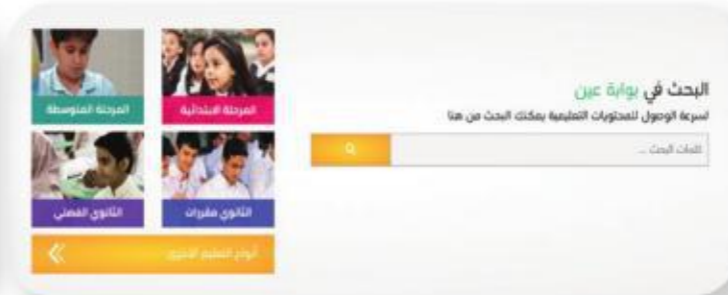 البحث في بوابة عين
لسرعة الوصول للمحتويات التعليمية يمكنك البحث من هنا
كلمات البحث ...
المرحلة الابتدائية
المرحلة المتوسطة
الثانوي مقررات
الثانوي الفصلي
أنواع التعليم الأخرى